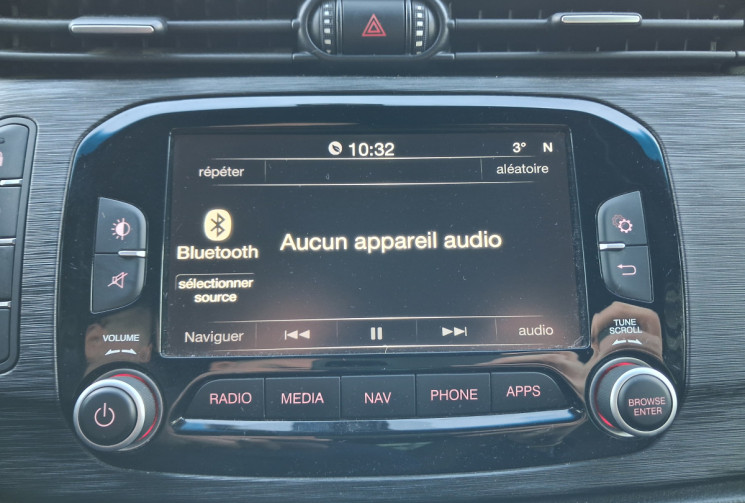 10:32 3° N
répéter aléatoire
Bluetooth
Aucun appareil audio
sélectionner
source
Naviguer audio
VOLUME
TUNE
SCROLL
RADIO MEDIA NAV PHONE APPS
BROWSE
ENTER